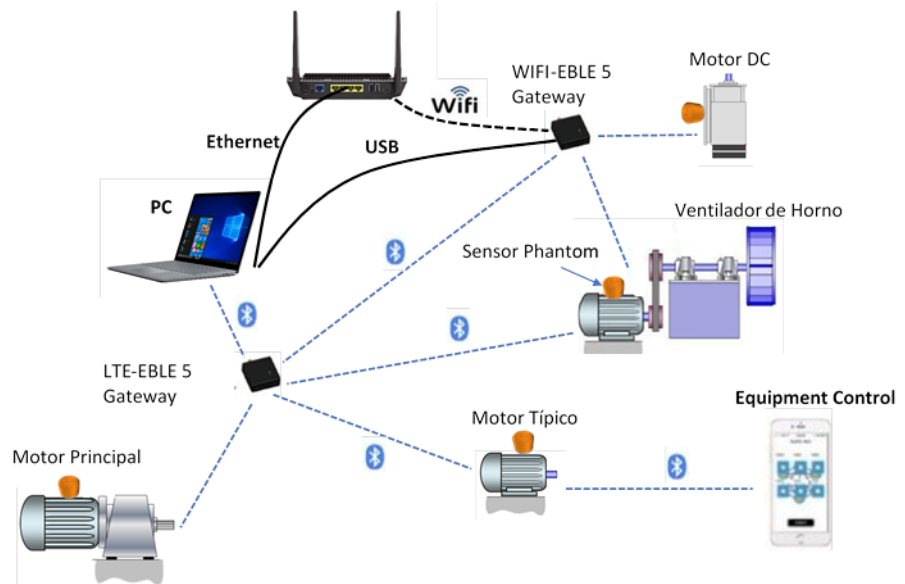 Motor DC
WIFI-EBLE 5
Gateway
Wifi
Ethernet
USB
PC
Ventilador de Horno
Sensor Phantom
LTE-EBLE 5
Gateway
Equipment Control
Motor Típico
Motor Principal